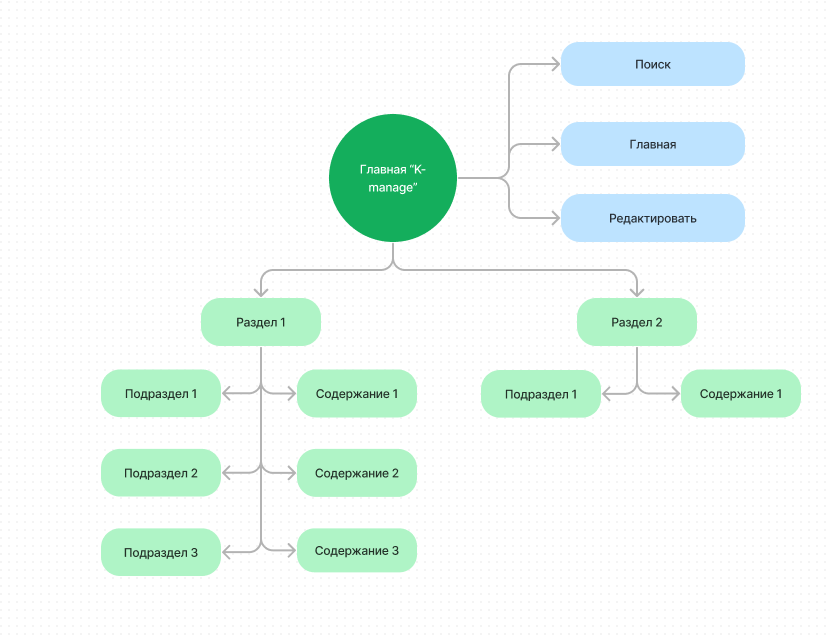 Поиск
Главная
Главная “K-
manage”
Редактировать
Раздел 1
Раздел 2
Подраздел 1
Содержание 1
Подраздел 1
Содержание 1
Подраздел 2
Содержание 2
Подраздел 3
Содержание 3